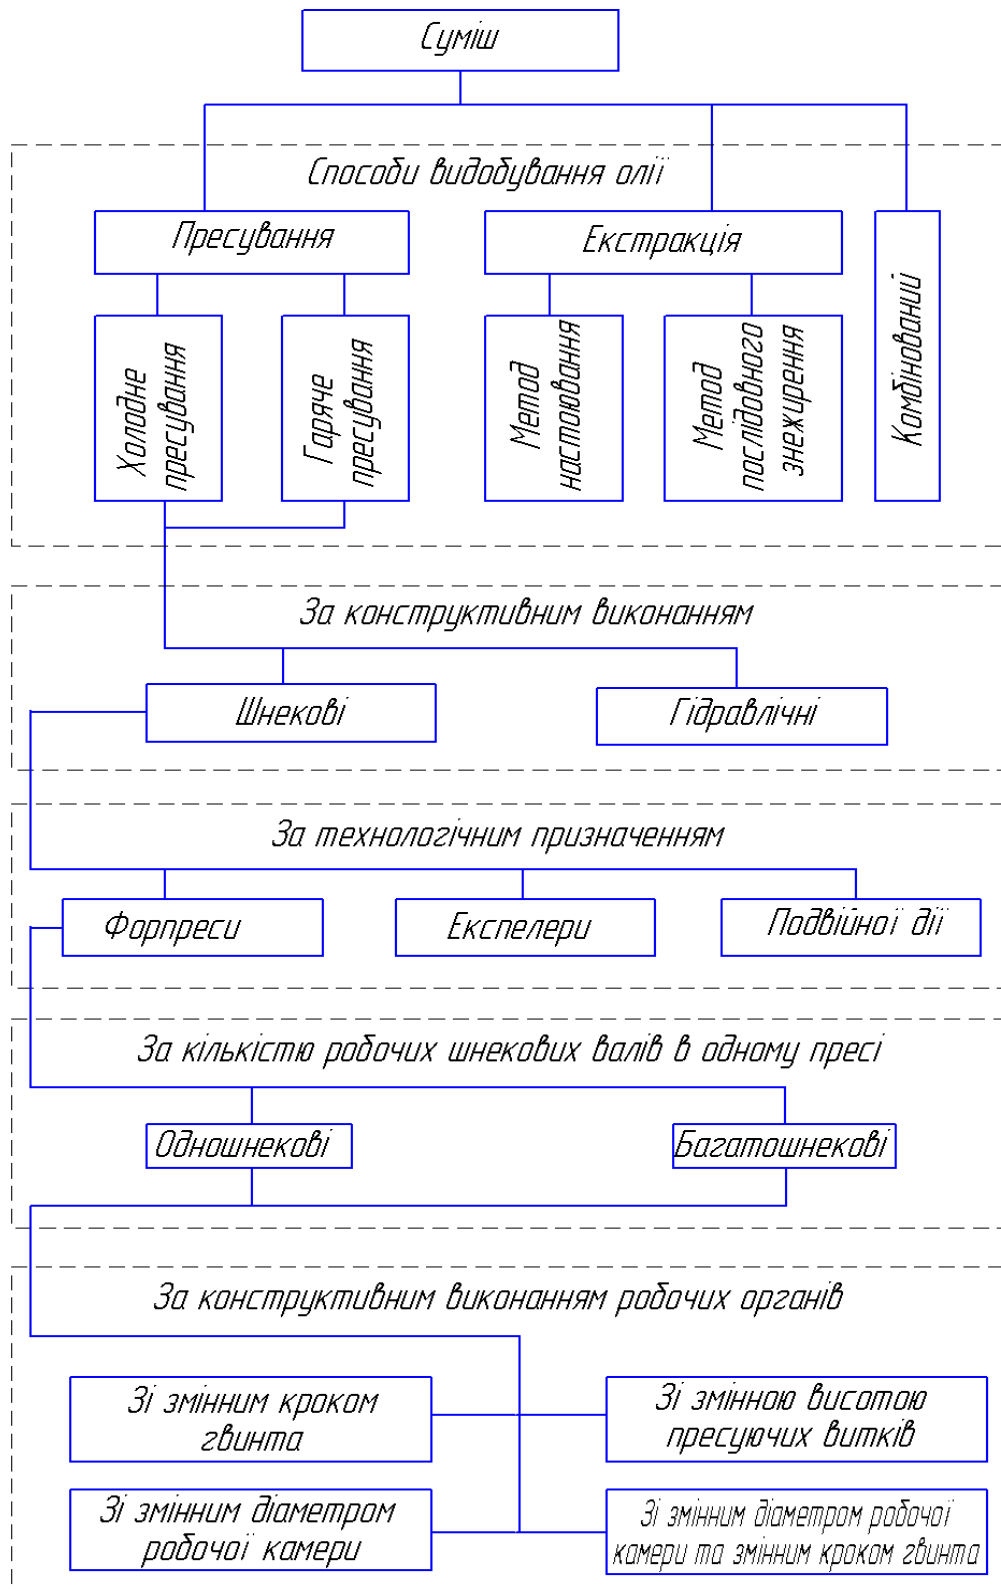 Суміш
Способи видобування олії
Пресування
Екстракція
Комбінований
Холодне
пресування
Гаряче
пресування
Метод
настоювання
Метод
послідовного
знежирення
За конструктивним виконанням
Шнекові
Гідравлічні
За технологічним призначенням
Форпреси
Експелери
Подвійної дії
За кількістю робочих шнекових валів в одному пресі
Одношнекові
Багатошнекові
За конструктивним виконанням робочих органів
Зі змінним кроком
гвинта
Зі змінною висотою
пресуючих витків
Зі змінним діаметром
робочої камери
Зі змінним діаметром робочої
камери та змінним кроком гвинта